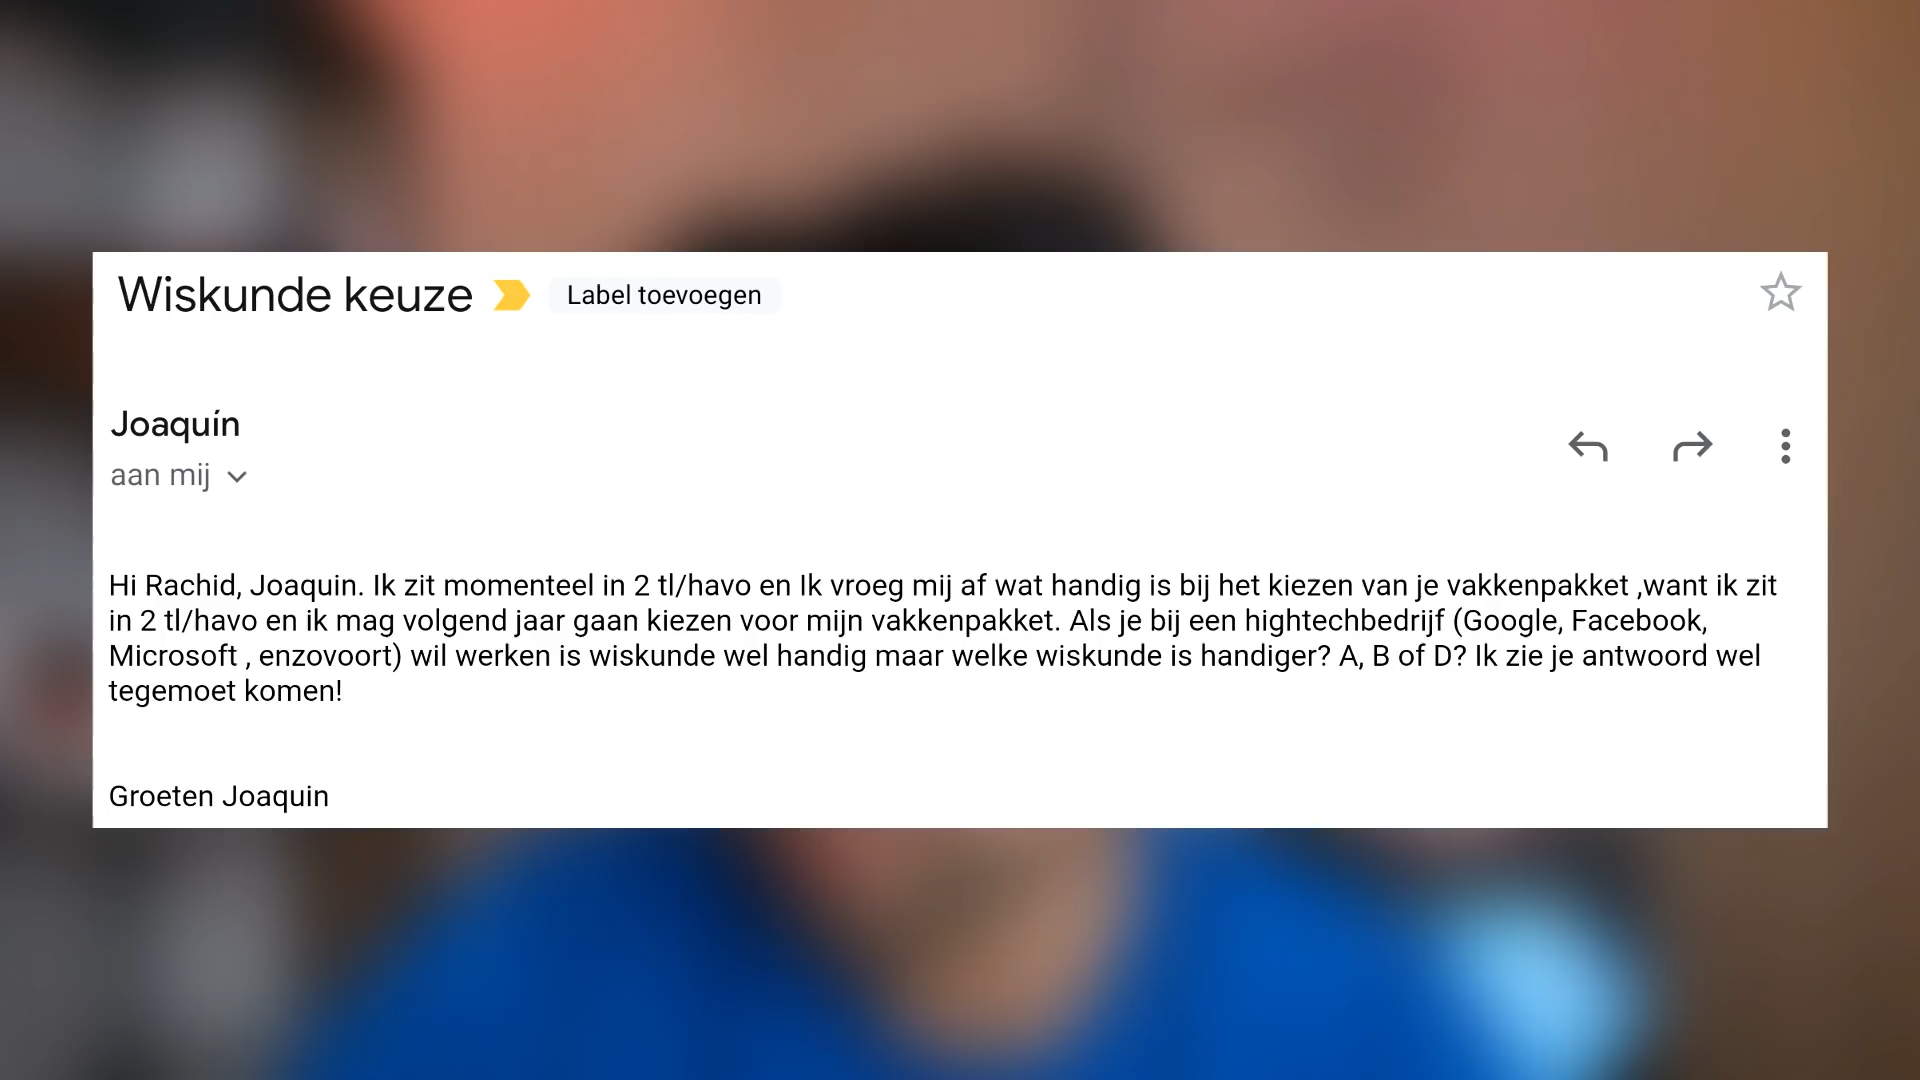 Wiskunde keuze
Label toevoegen
Joaquín
aan mij
Hi Rachid, Joaquin. Ik zit momenteel in 2 tl/havo en Ik vroeg mij af wat handig is bij het kiezen van je vakkenpakket ,want ik zit
in 2 tl/havo en ik mag volgend jaar gaan kiezen voor mijn vakkenpakket. Als je bij een hightechbedrijf (Google, Facebook,
Microsoft , enzovoort) wil werken is wiskunde wel handig maar welke wiskunde is handiger? A, B of D? Ik zie je antwoord wel
tegemoet komen!
Groeten Joaquin